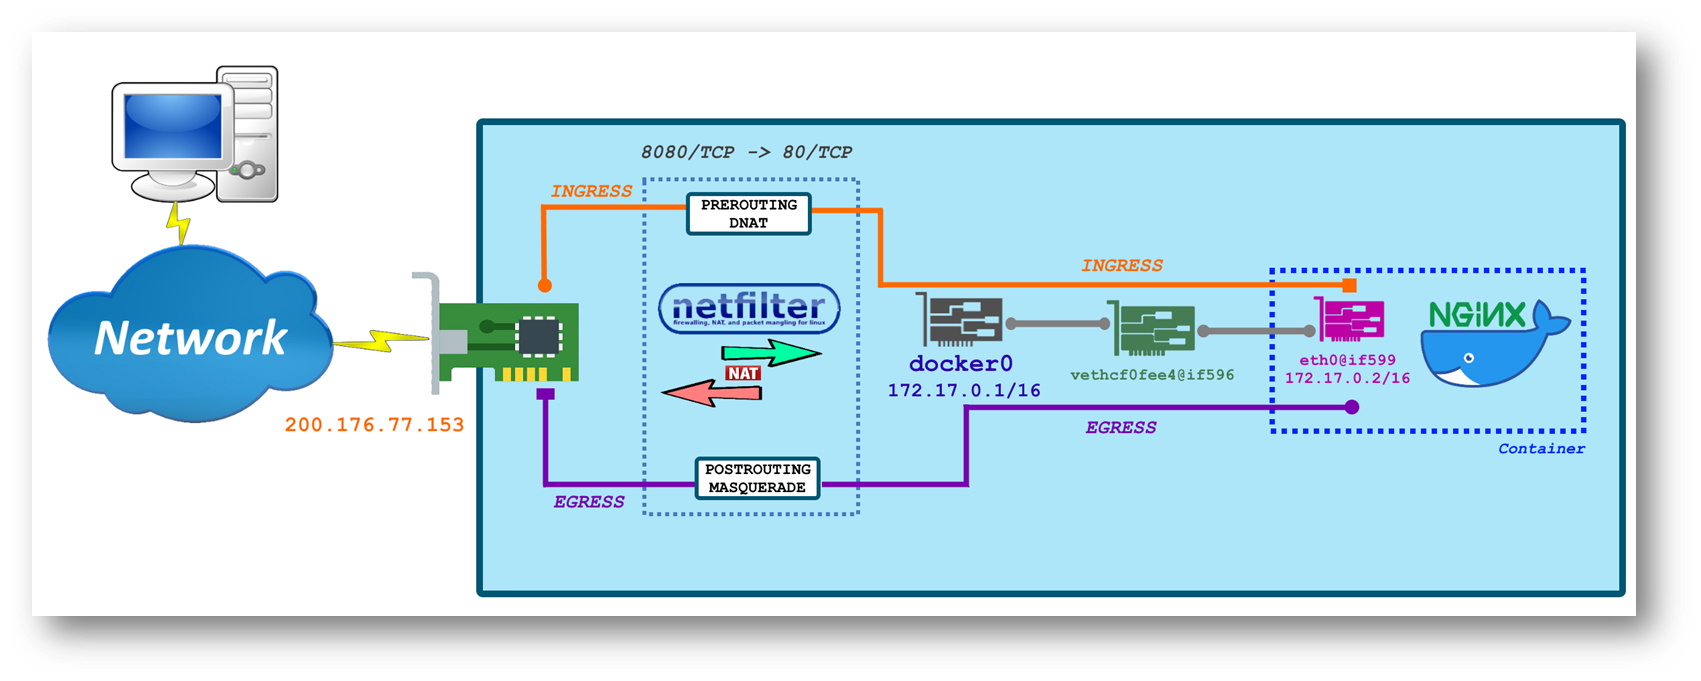 8080/TCP -> 80/TCP
INGRESS
PREROUTING
DNAT
INGRESS
Network
netfilter
firewalling, NAT, and packet mangling for linux
NAT
NGINX
docker0
172.17.0.1/16
vethcf0fee4@if596
eth0@if599
172.17.0.2/16
200.176.77.153
EGRESS
Container
POSTROUTING
MASQUERADE
EGRESS